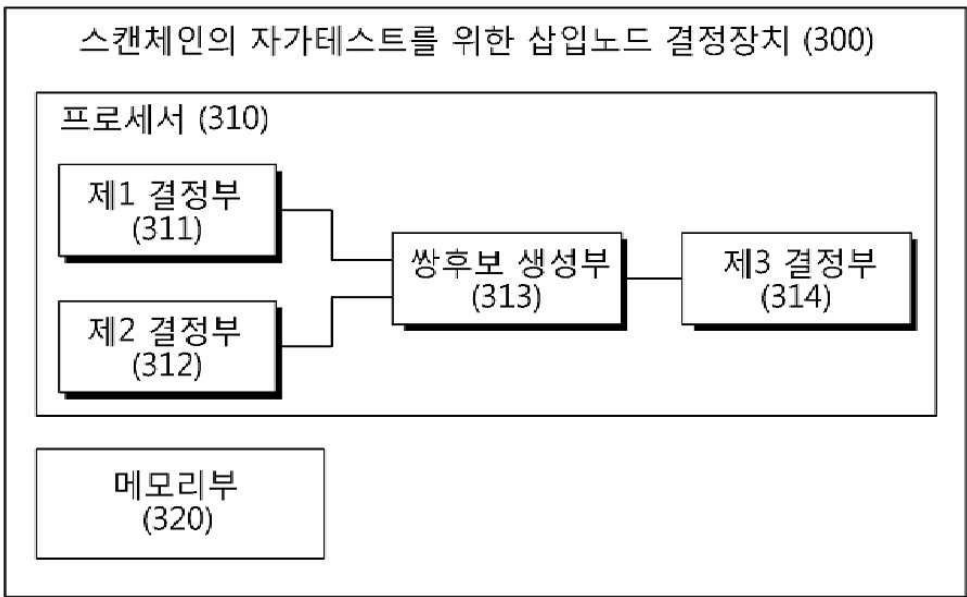 스캔체인의 자가테스트를 위한 삽입노드 결정장치 (300)
프로세서 (310)
제1 결정부
(311)
제2 결정부
(312)
쌍후보 생성부
(313)
제3 결정부
(314)
메모리부
(320)